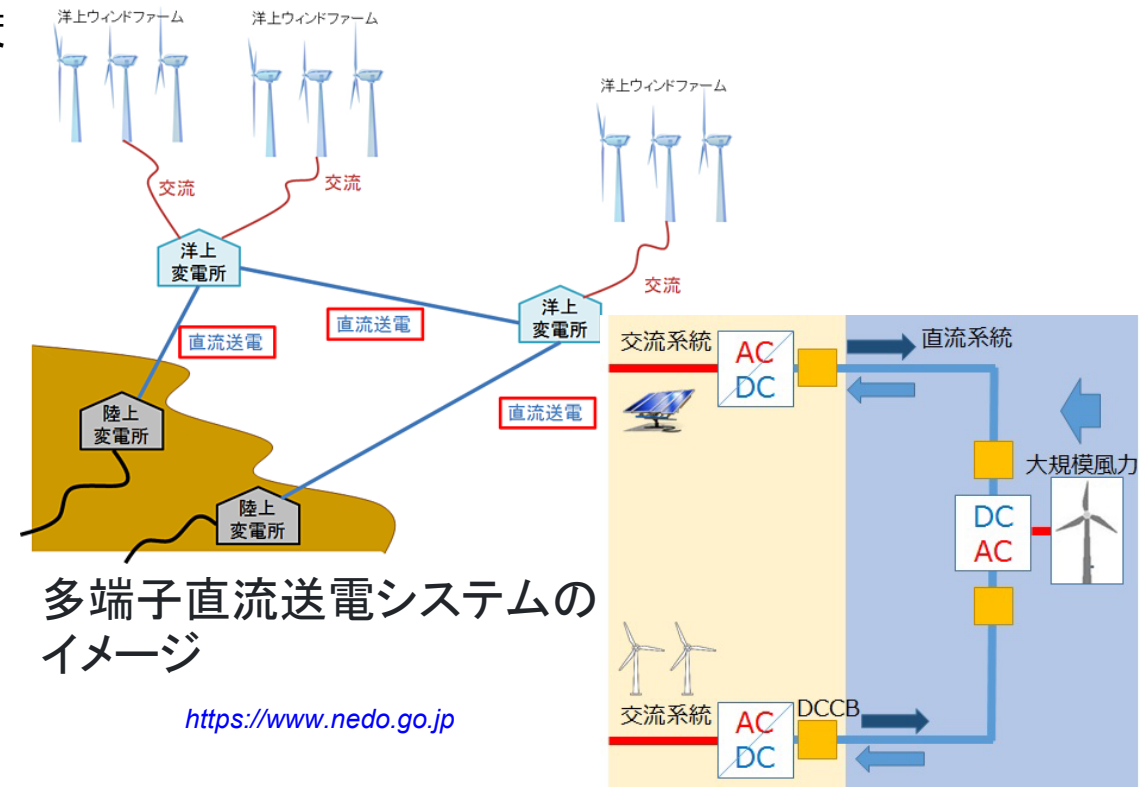 洋上ウィンドファーム
洋上ウィンドファーム
洋上ウィンドファーム
交流
交流
交流
洋上
変電所
洋上
変電所
直流送電
直流送電
直流送電
陸上
変電所
陸上
変電所
多端子直流送電システムの
イメージ
https://www.nedo.go.jp
交流系統
AC
DC
直流系統
大規模風力
DC
AC
交流系統
AC
DC
DCCB